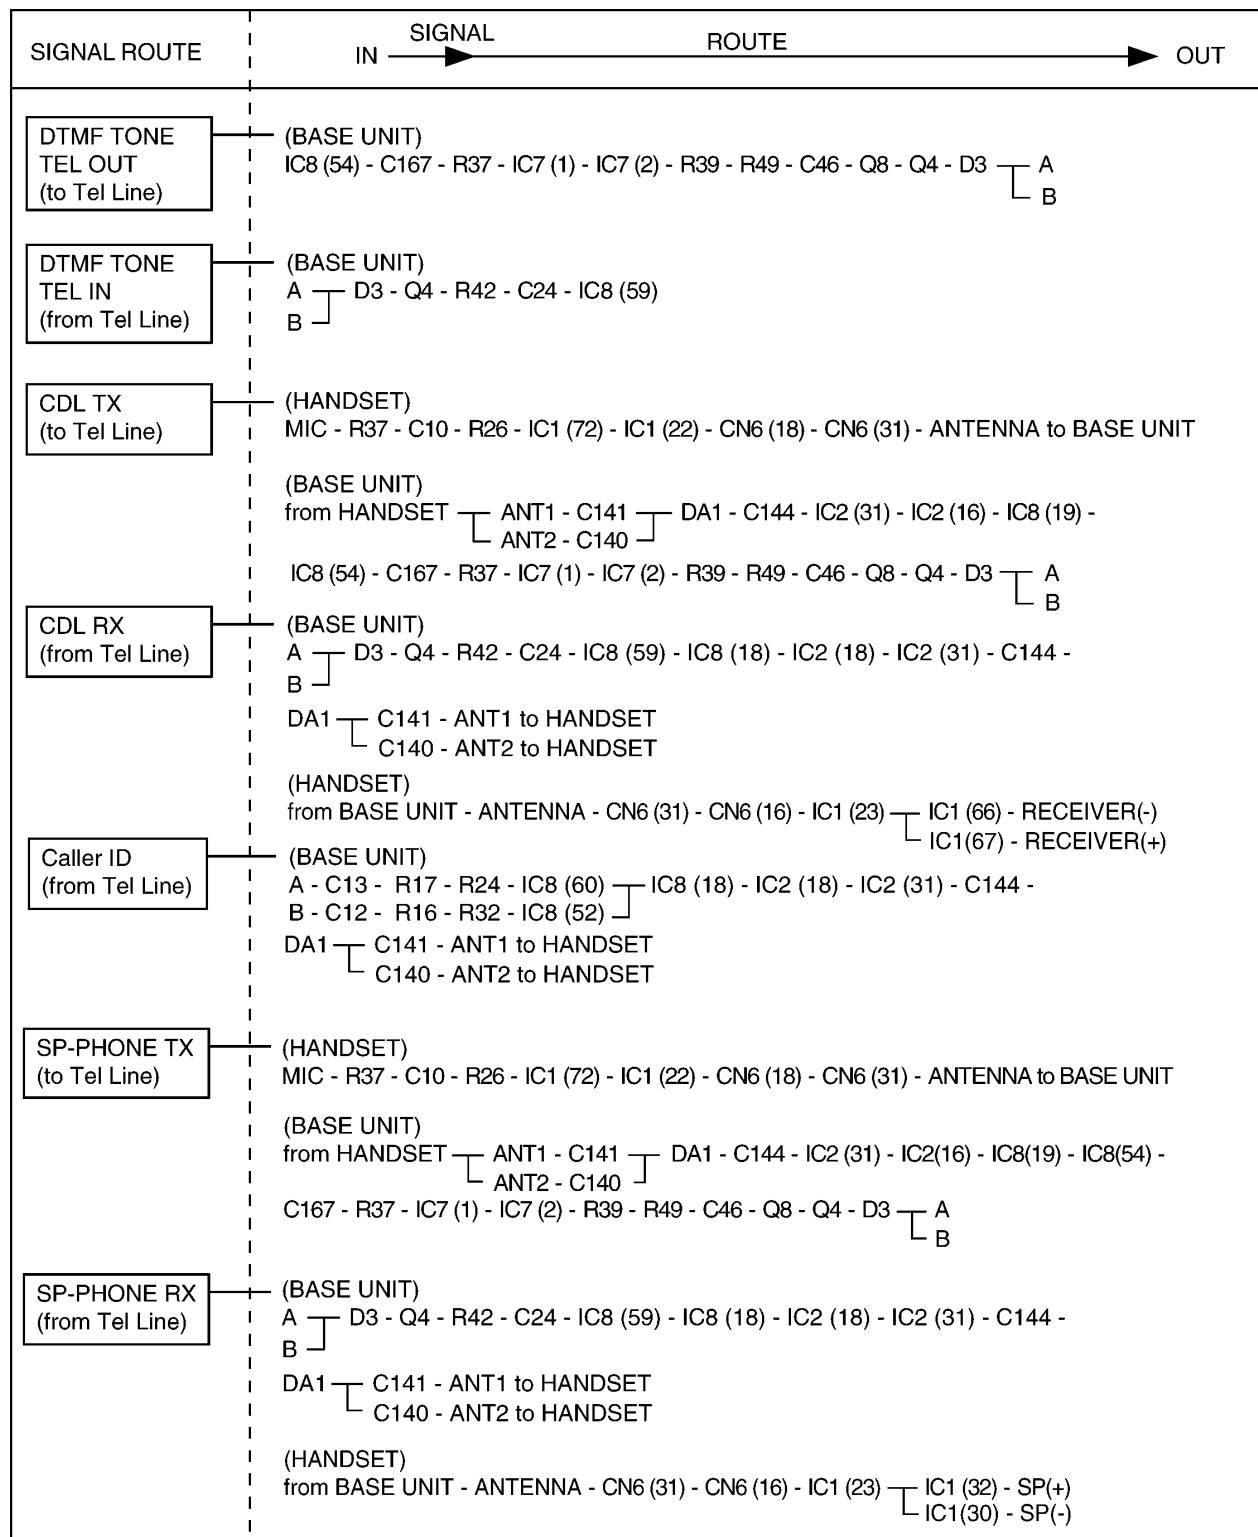 SIGNAL ROUTE
IN SIGNAL ROUTE OUT
DTMF TONE
TEL OUT
(to Tel Line)
(BASE UNIT)
IC8 (54) - C167 - R37 - IC7 (1) - IC7 (2) - R39 - R49 - C46 - Q8 - Q4 - D3 A
B
DTMF TONE
TEL IN
(from Tel Line)
(BASE UNIT)
A D3 - Q4 - R42 - C24 - IC8 (59)
B
CDL TX
(to Tel Line)
(HANDSET)
MIC - R37 - C10 - R26 - IC1 (72) - IC1 (22) - CN6 (18) - CN6 (31) - ANTENNA to BASE UNIT
(BASE UNIT)
from HANDSET ANT1 - C141 DA1 - C144 - IC2 (31) - IC2 (16) - IC8 (19) -
ANT2 - C140
IC8 (54) - C167 - R37 - IC7 (1) - IC7 (2) - R39 - R49 - C46 - Q8 - Q4 - D3 A
B
CDL RX
(from Tel Line)
(BASE UNIT)
A D3 - Q4 - R42 - C24 - IC8 (59) - IC8 (18) - IC2 (18) - IC2 (31) - C144 -
B
DA1 C141 - ANT1 to HANDSET
C140 - ANT2 to HANDSET
(HANDSET)
from BASE UNIT - ANTENNA - CN6 (31) - CN6 (16) - IC1 (23) IC1 (66) - RECEIVER(-)
IC1(67) - RECEIVER(+)
Caller ID
(from Tel Line)
(BASE UNIT)
A - C13 - R17 - R24 - IC8 (60) IC8 (18) - IC2 (18) - IC2 (31) - C144 -
B - C12 - R16 - R32 - IC8 (52)
DA1 C141 - ANT1 to HANDSET
C140 - ANT2 to HANDSET
SP-PHONE TX
(to Tel Line)
(HANDSET)
MIC - R37 - C10 - R26 - IC1 (72) - IC1 (22) - CN6 (18) - CN6 (31) - ANTENNA to BASE UNIT
(BASE UNIT)
from HANDSET ANT1 - C141 DA1 - C144 - IC2 (31) - IC2(16) - IC8(19) - IC8(54) -
ANT2 - C140
C167 - R37 - IC7 (1) - IC7 (2) - R39 - R49 - C46 - Q8 - Q4 - D3 A
B
SP-PHONE RX
(from Tel Line)
(BASE UNIT)
A D3 - Q4 - R42 - C24 - IC8 (59) - IC8 (18) - IC2 (18) - IC2 (31) - C144 -
B
DA1 C141 - ANT1 to HANDSET
C140 - ANT2 to HANDSET
(HANDSET)
from BASE UNIT - ANTENNA - CN6 (31) - CN6 (16) - IC1 (23) IC1 (32) - SP(+)
IC1(30) - SP(-)